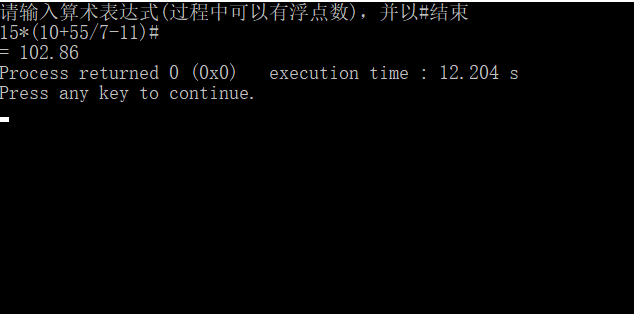 请输入算术表达式(过程中可以有浮点数)，并以#结束
15*(10+55/7-11)#
= 102.86
Process returned 0 (0x0)   execution time : 12.204 s
Press any key to continue.